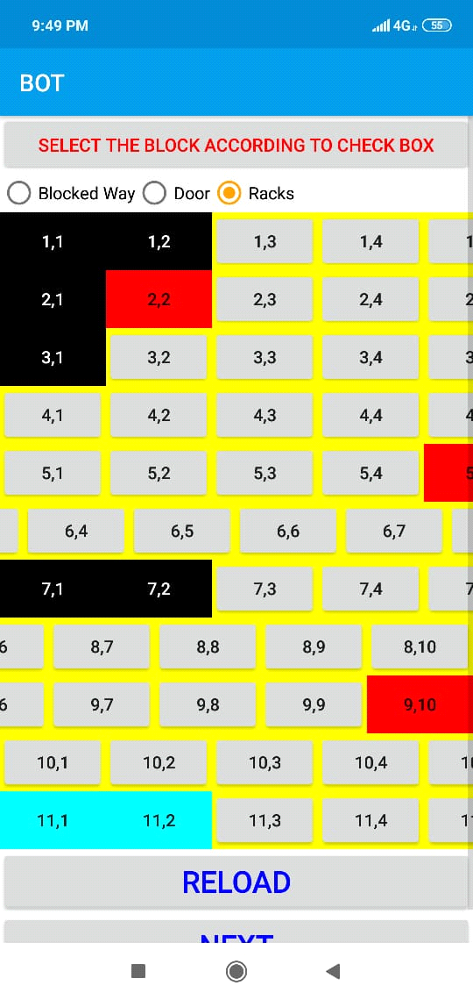 9:49 PM 4G 55
BOT
SELECT THE BLOCK ACCORDING TO CHECK BOX
Blocked Way Door Racks
1,1 1,2 1,3 1,4 1
2,1 2,2 2,3 2,4 2
3,1 3,2 3,3 3,4 3
4,1 4,2 4,3 4,4 4
5,1 5,2 5,3 5,4 5
6,4 6,5 6,6 6,7
7,1 7,2 7,3 7,4 7
6 8,7 8,8 8,9 8,10
6 9,7 9,8 9,9 9,10
10,1 10,2 10,3 10,4 10
11,1 11,2 11,3 11,4 11
RELOAD
NEXT